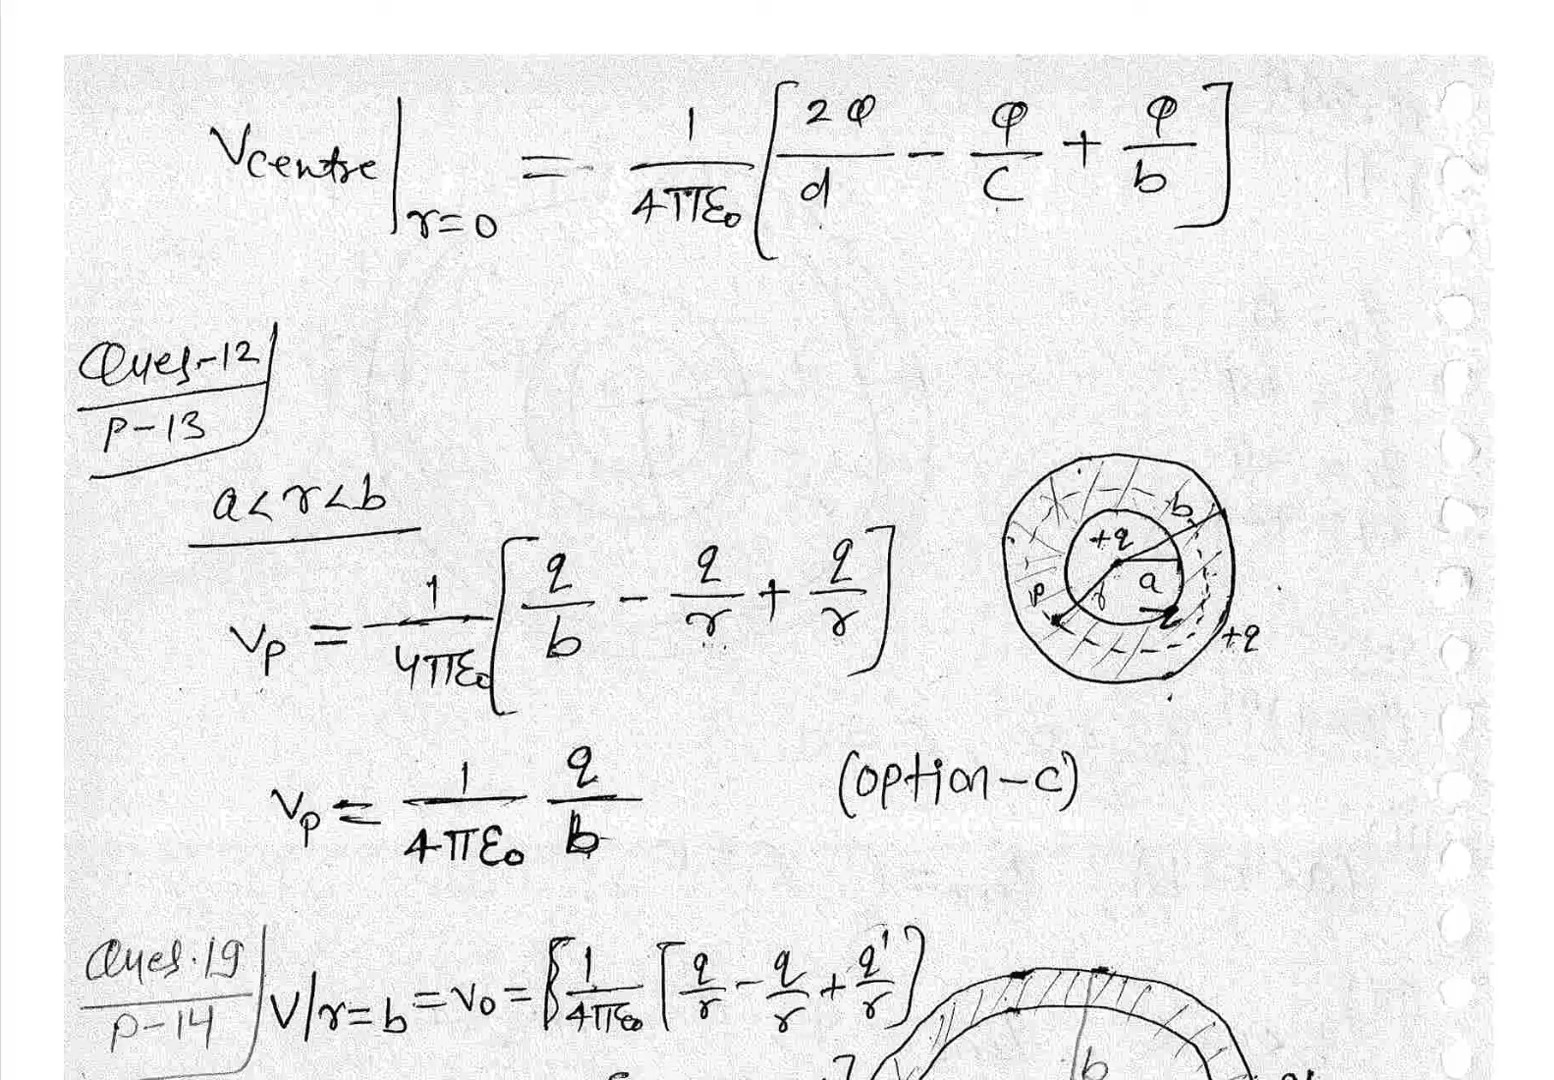 Vcentre|r=0 = 1/4πε0 [2Q/d - Q/c + Q/b]
Ques-12
P-13
a<r<b
Vp = 1/4πε0 [q/b - q/r + q/r]
b
+q
a
P
r
+q
Vp = 1/4πε0 q/b (option-c)
Ques.19
P-14
V|r=b = V0 = {1/4πε0 [q/r - q/r + q'/r]
b